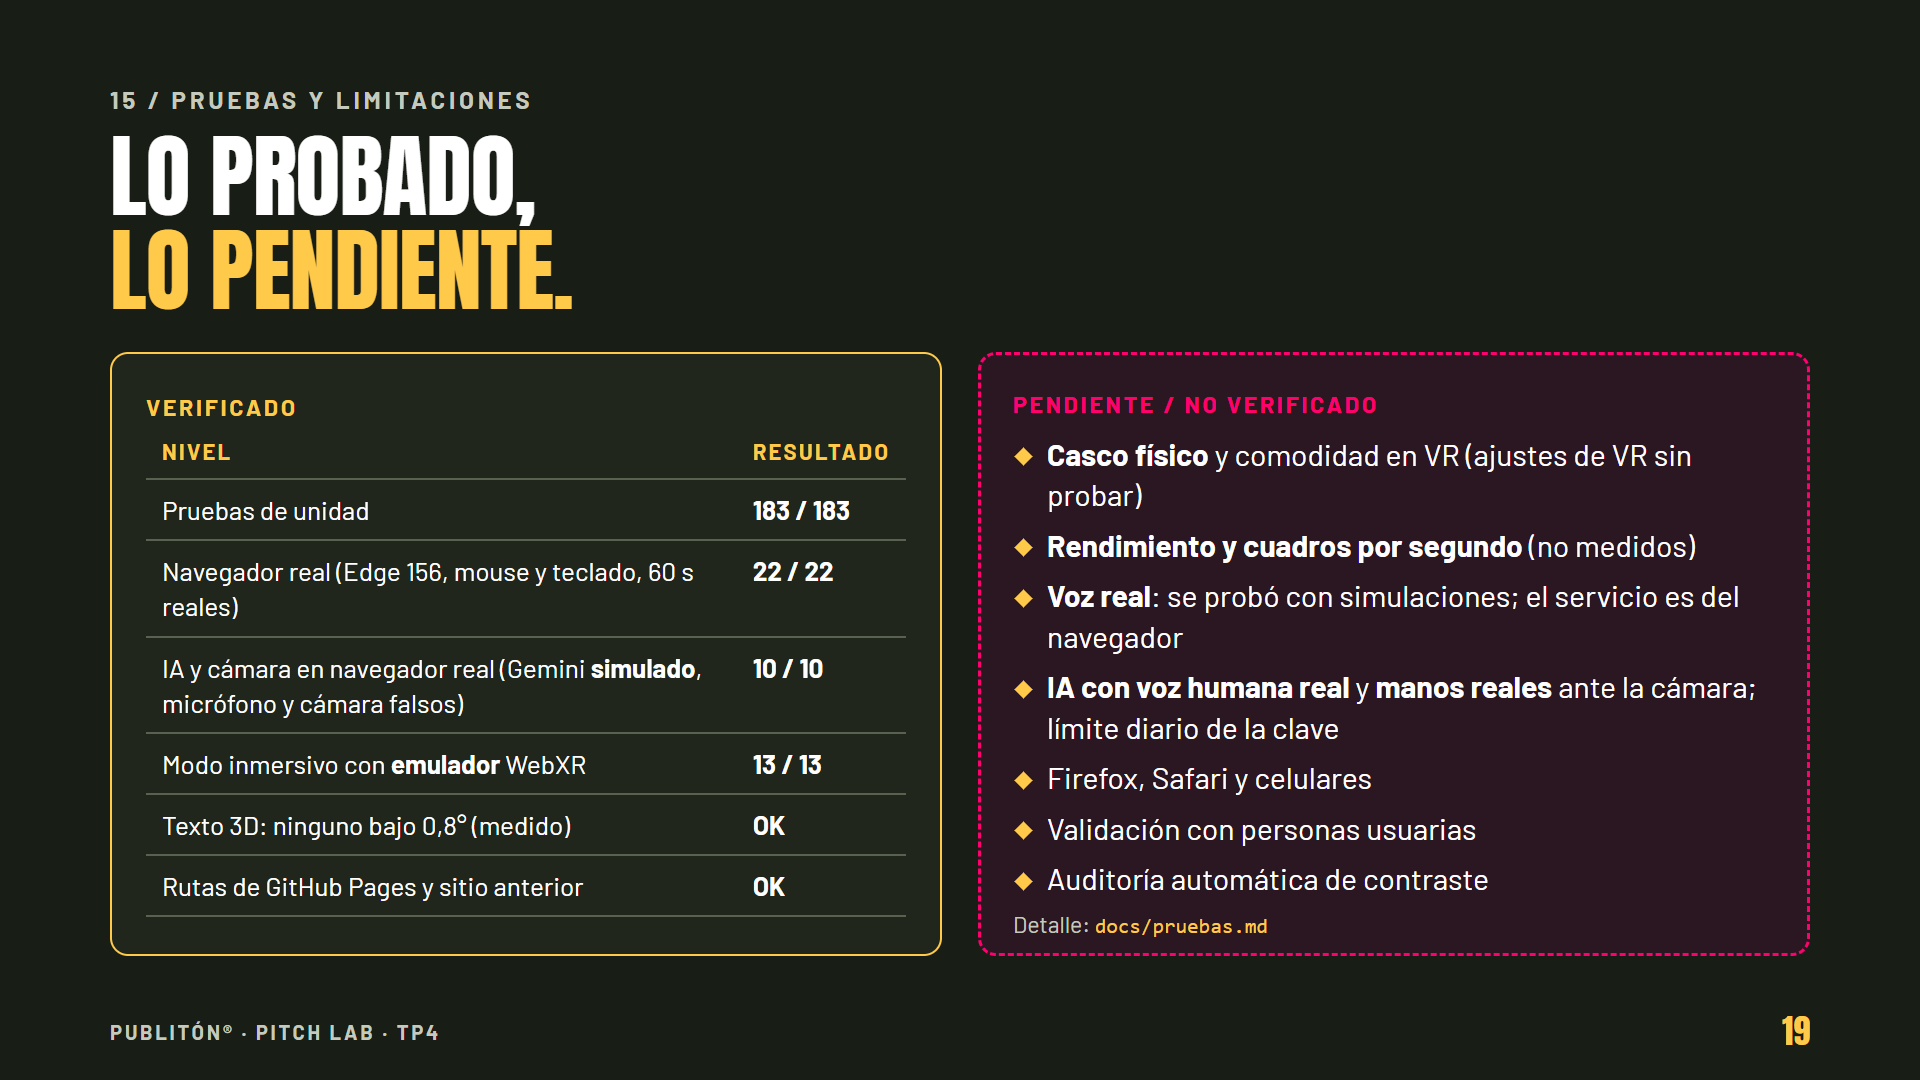 15 / PRUEBAS Y LIMITACIONES
LO PROBADO,
LO PENDIENTE.
VERIFICADO
NIVEL RESULTADO
Pruebas de unidad 183 / 183
Navegador real (Edge 156, mouse y teclado, 60 s 22 / 22
reales)
IA y cámara en navegador real (Gemini simulado, 10 / 10
micrófono y cámara falsos)
Modo inmersivo con emulador WebXR 13 / 13
Texto 3D: ninguno bajo 0,8° (medido) OK
Rutas de GitHub Pages y sitio anterior OK
PENDIENTE / NO VERIFICADO
Casco físico y comodidad en VR (ajustes de VR sin
probar)
Rendimiento y cuadros por segundo (no medidos)
Voz real: se probó con simulaciones; el servicio es del
navegador
IA con voz humana real y manos reales ante la cámara;
límite diario de la clave
Firefox, Safari y celulares
Validación con personas usuarias
Auditoría automática de contraste
Detalle: docs/pruebas.md
PUBLITÓN® · PITCH LAB · TP4
19